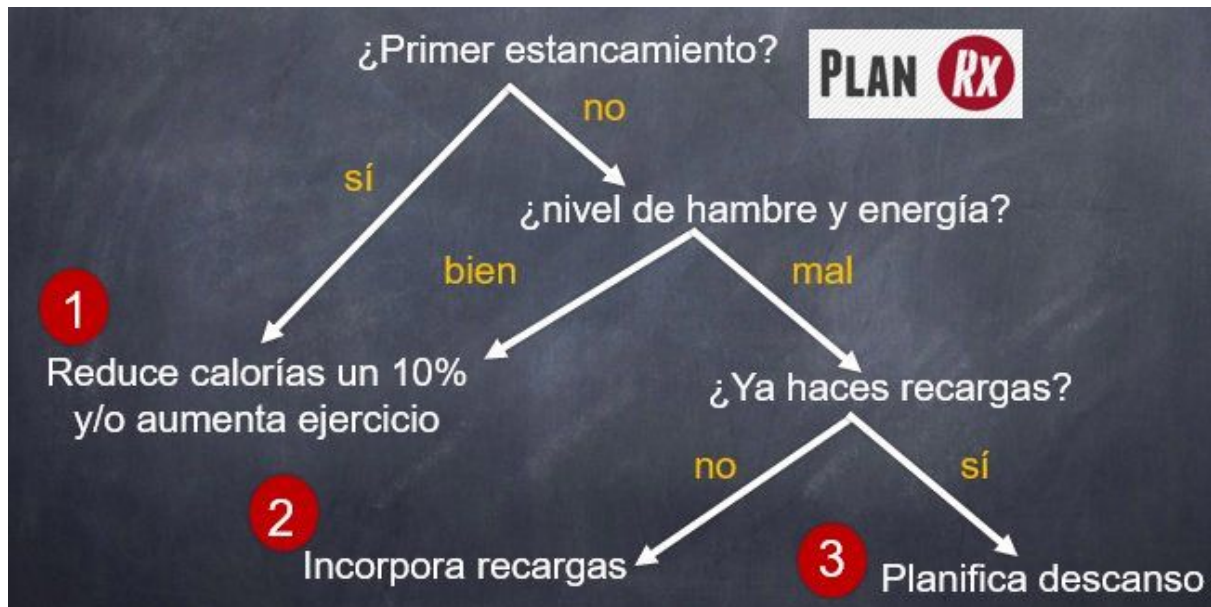 ¿Primer estancamiento?
PLAN RX
no
sí
¿nivel de hambre y energía?
bien
mal
1
Reduce calorías un 10%
y/o aumenta ejercicio
¿Ya haces recargas?
no
sí
2
Incorpora recargas
3
Planifica descanso